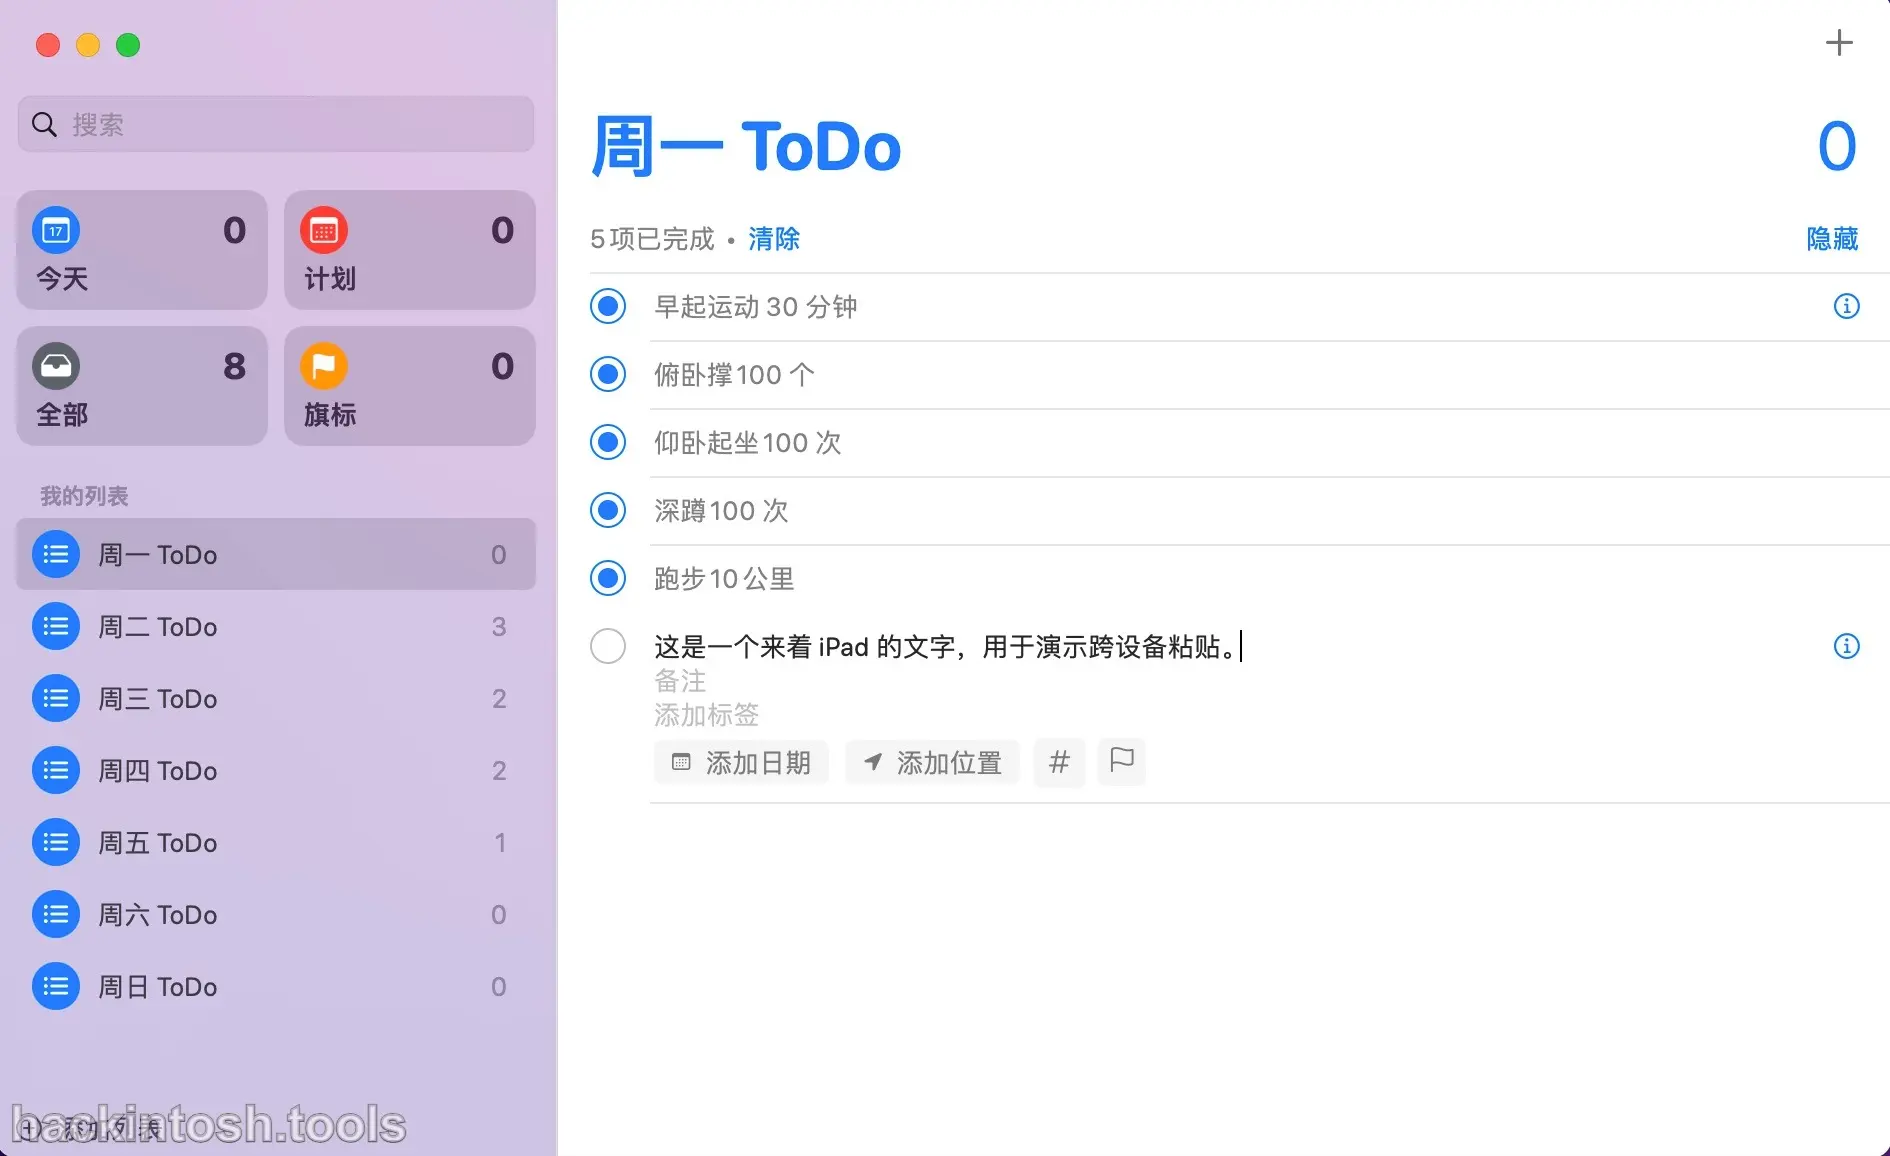 搜索
17
0
今天
0
计划
8
全部
0
旗标
我的列表
周一 ToDo
0
周二 ToDo
3
周三 ToDo
2
周四 ToDo
2
周五 ToDo
1
周六 ToDo
0
周日 ToDo
0
添加列表
hackintosh.tools
周一 ToDo
0
5项已完成 • 清除
隐藏
早起运动 30 分钟
俯卧撑100 个
仰卧起坐100 次
深蹲100 次
跑步10公里
这是一个来着 iPad 的文字，用于演示跨设备粘贴。
备注
添加标签
添加日期
添加位置
#